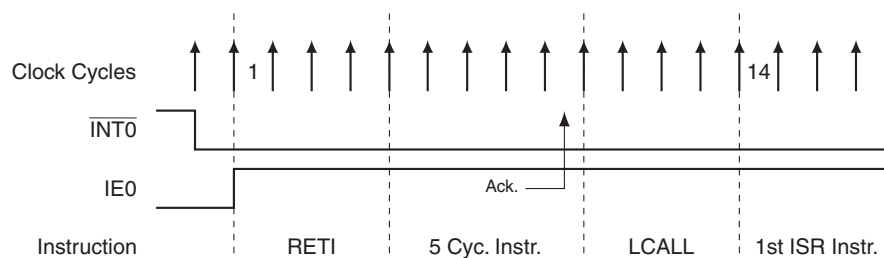 Clock Cycles 1 14
INT0
IE0
Ack.
Instruction RETI 5 Cyc. Instr. LCALL 1st ISR Instr.